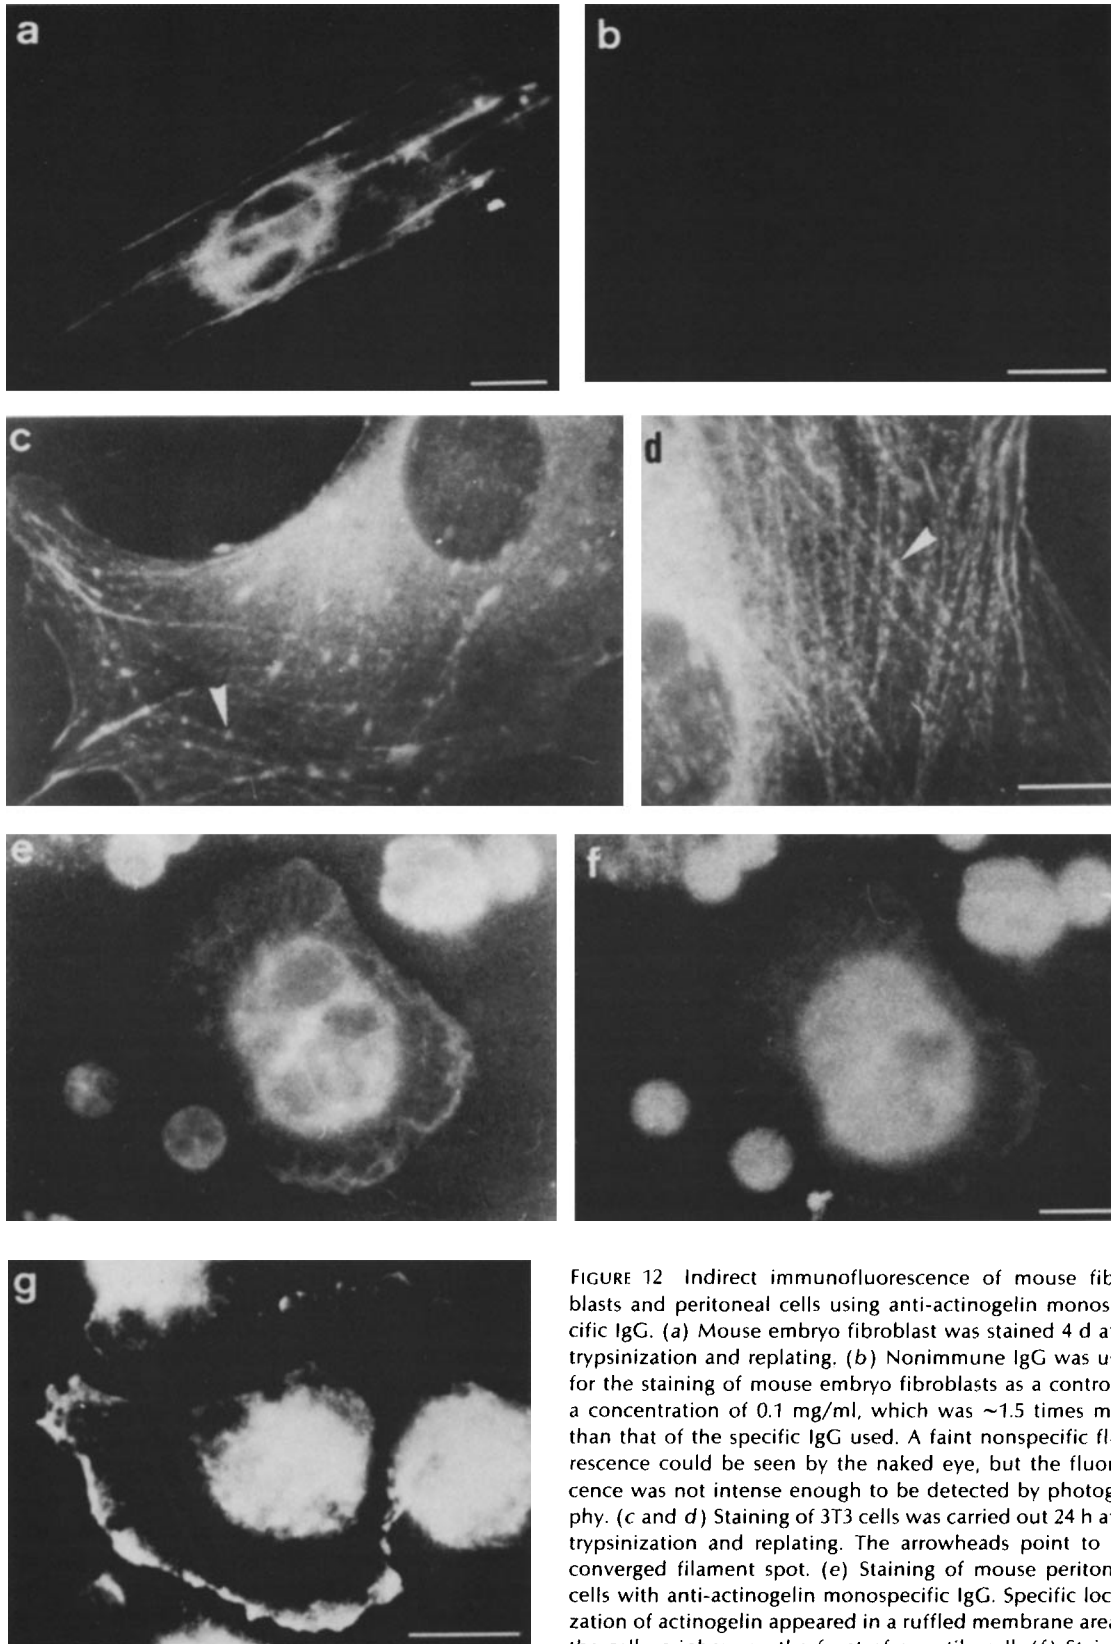 a
b
c
d
e
f
g
FIGURE 12 Indirect immunofluorescence of mouse fib
blasts and peritoneal cells using anti-actinogelin monos
cific IgG. (a) Mouse embryo fibroblast was stained 4 d a
trypsinization and replating. (b) Nonimmune IgG was u
for the staining of mouse embryo fibroblasts as a control
a concentration of 0.1 mg/ml, which was ~1.5 times m
than that of the specific IgG used. A faint nonspecific fl
rescence could be seen by the naked eye, but the fluor
cence was not intense enough to be detected by photog
phy. (c and d) Staining of 3T3 cells was carried out 24 h a
trypsinization and replating. The arrowheads point to
converged filament spot. (e) Staining of mouse periton
cells with anti-actinogelin monospecific IgG. Specific loc
zation of actinogelin appeared in a ruffled membrane area